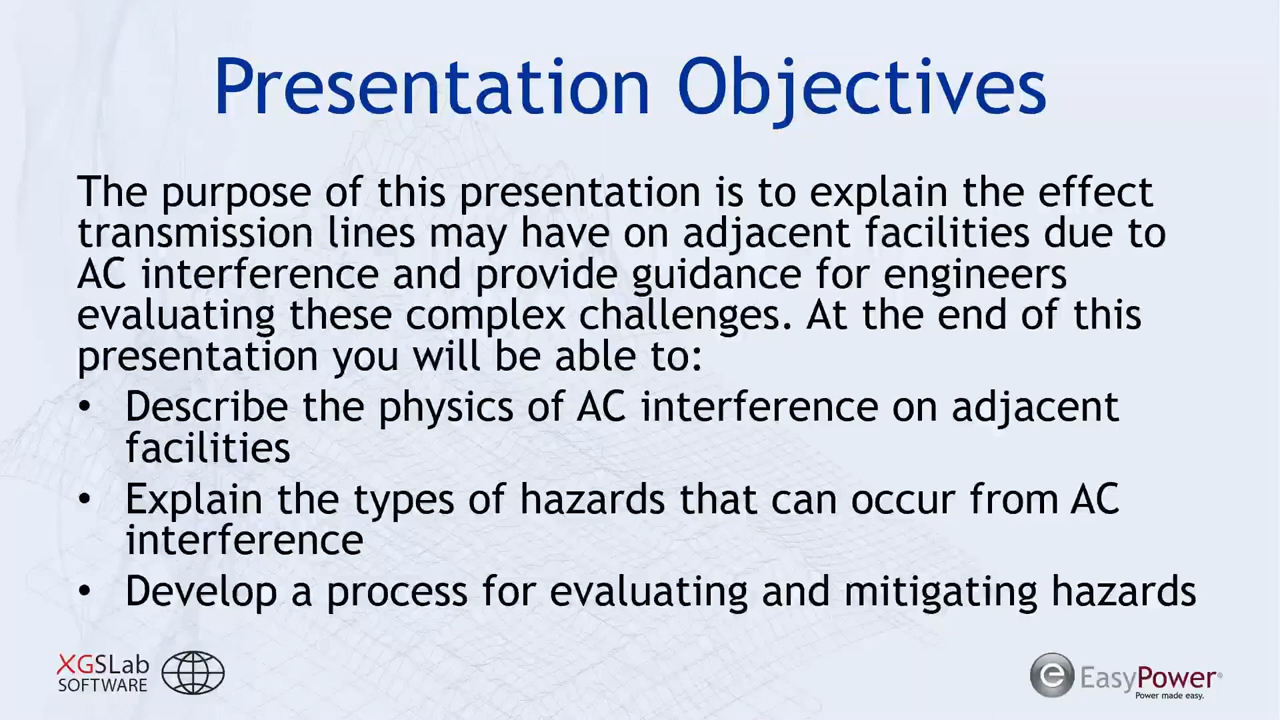 Presentation Objectives
The purpose of this presentation is to explain the effect
transmission lines may have on adjacent facilities due to
AC interference and provide guidance for engineers
evaluating these complex challenges. At the end of this
presentation you will be able to:
• Describe the physics of AC interference on adjacent
facilities
• Explain the types of hazards that can occur from AC
interference
• Develop a process for evaluating and mitigating hazards
XGSLab
SOFTWARE
e EasyPower®
Power made easy.